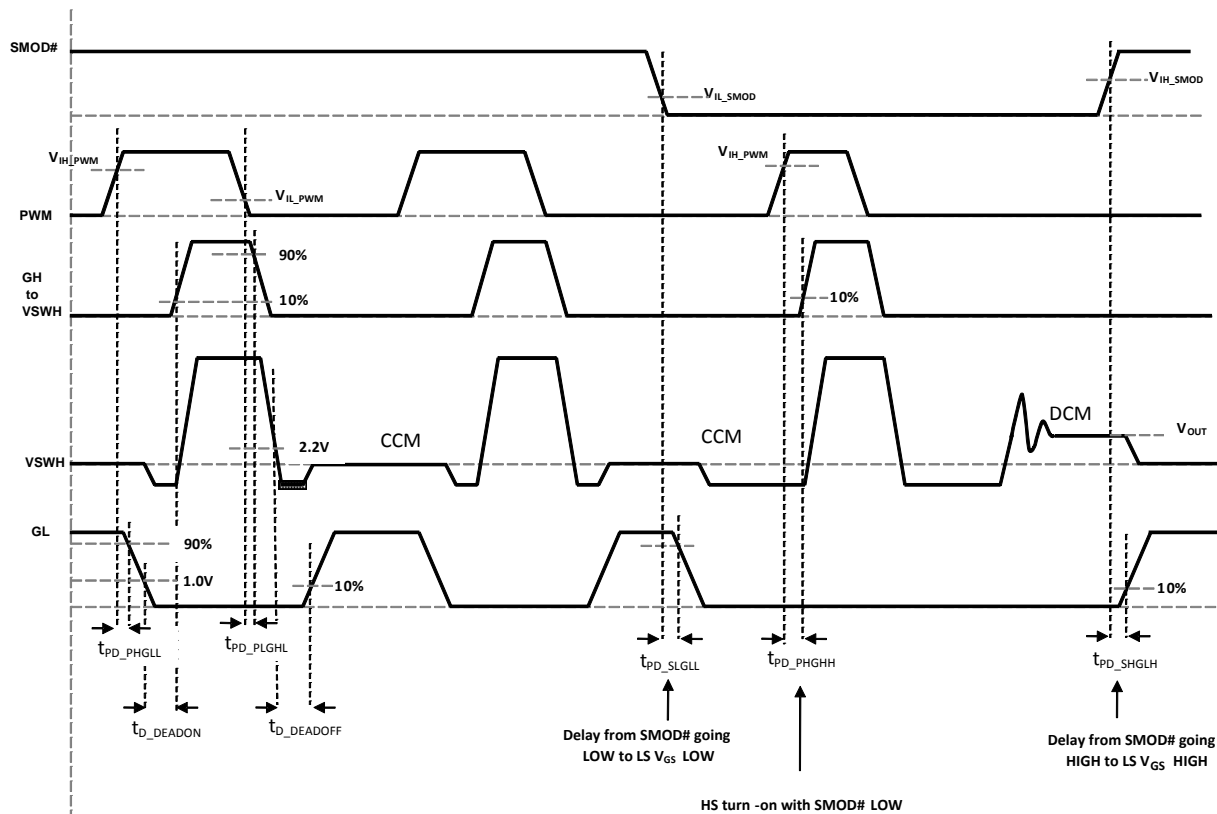 SMOD#
V_IL_SMOD
V_IH_SMOD
V_IH_PWM
V_IL_PWM
V_IH_PWM
PWM
90%
10%
10%
GH
to
VSWH
2.2V
CCM
CCM
DCM
V_OUT
VSWH
GL
90%
1.0V
10%
10%
t_PD_PHGLL
t_PD_PLGHL
t_PD_SLGLL
t_PD_PHGHH
t_PD_SHGLH
t_D_DEADON
t_D_DEADOFF
Delay from SMOD# going
LOW to LS V_GS LOW
Delay from SMOD# going
HIGH to LS V_GS HIGH
HS turn -on with SMOD# LOW